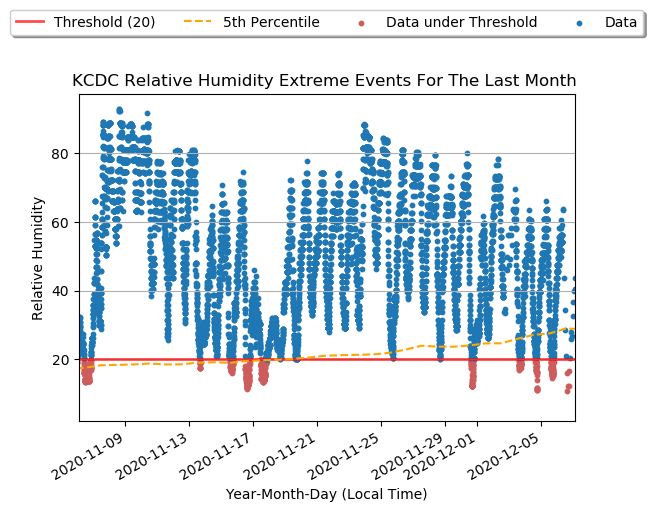 Threshold (20) 5th Percentile Data under Threshold Data
KCDC Relative Humidity Extreme Events For The Last Month
Relative Humidity
80
60
40
20
2020-11-09 2020-11-13 2020-11-17 2020-11-21 2020-11-25 2020-11-29 2020-12-01 2020-12-05
Year-Month-Day (Local Time)